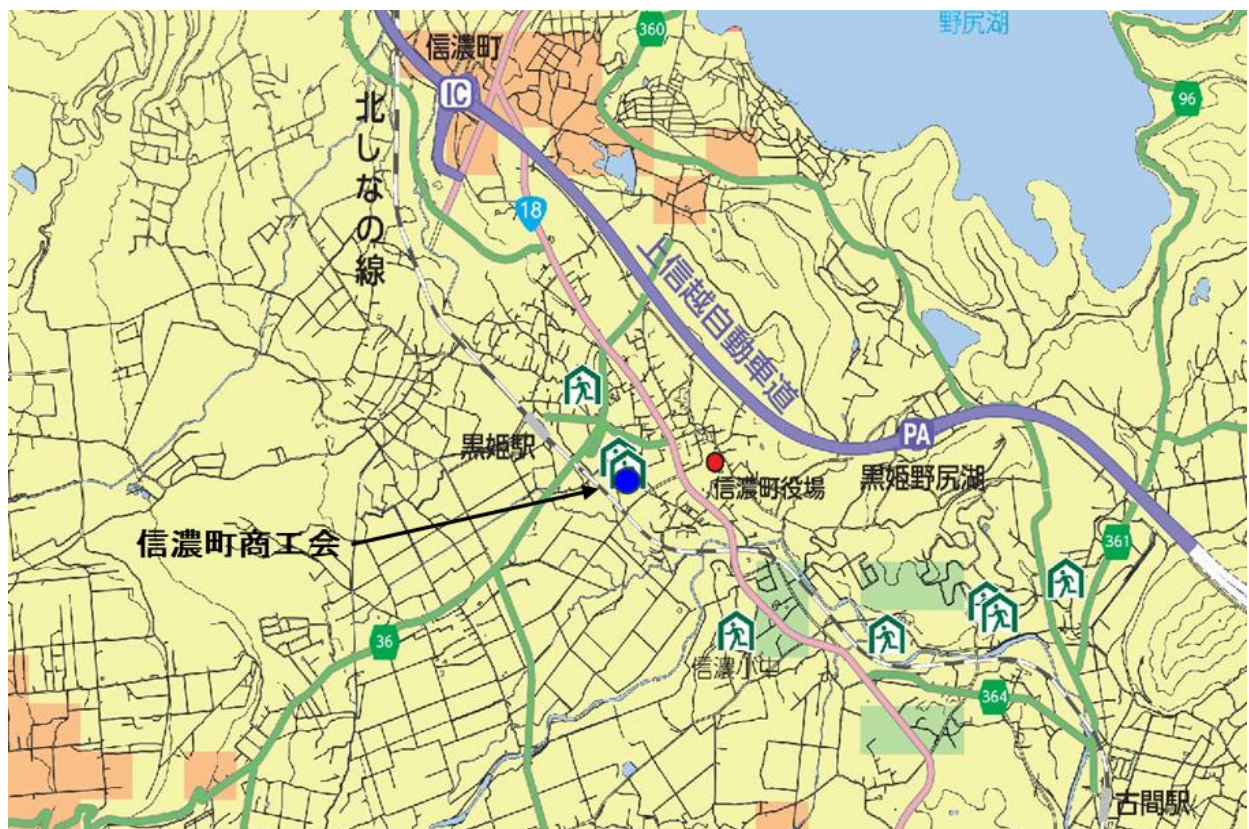 野尻湖
360
信濃町
IC
96
北しなの線
18
上信越自動車道
PA
黒姫駅
信濃町役場
黒姫野尻湖
信濃町商工会
361
36
信濃小中
364
古間駅